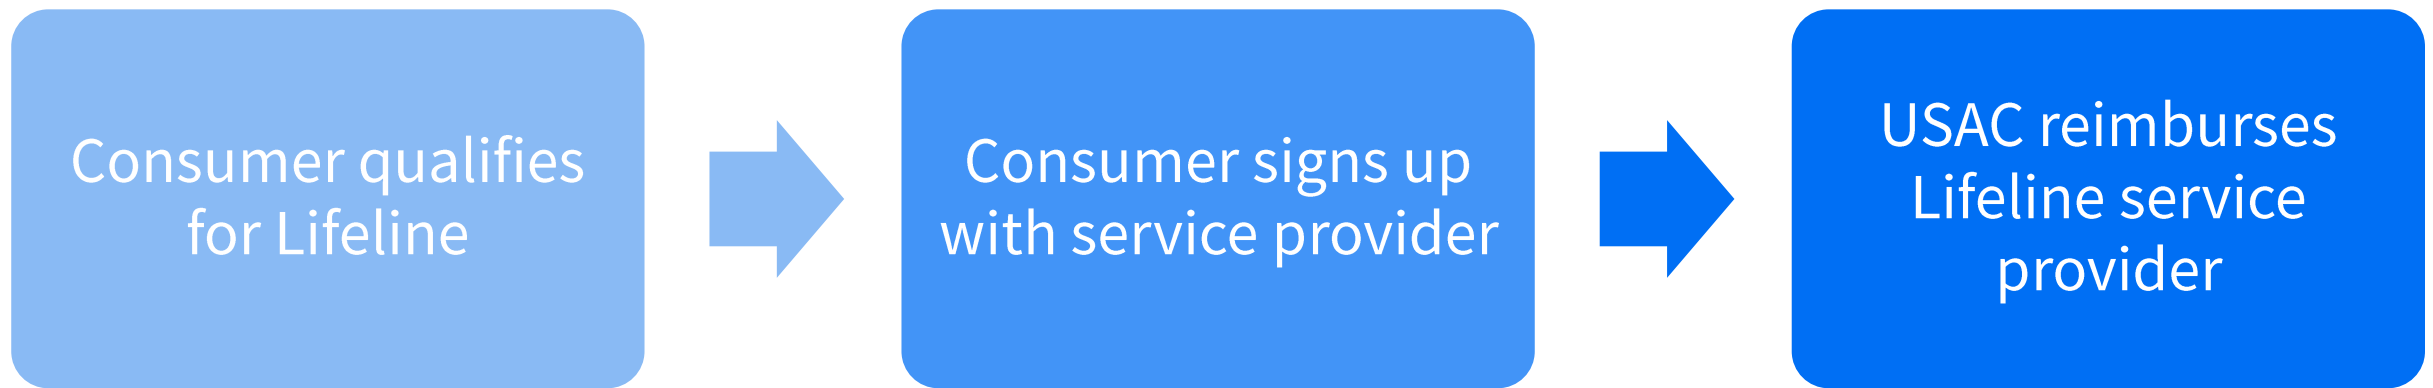 Consumer qualifies
for Lifeline
Consumer signs up
with service provider
USAC reimburses
Lifeline service
provider